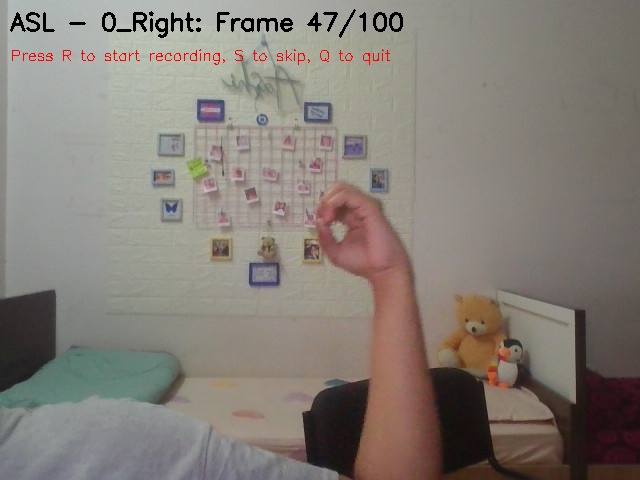 ASL - 0_Right: Frame 47/100
Press R to start recording, S to skip, Q to quit